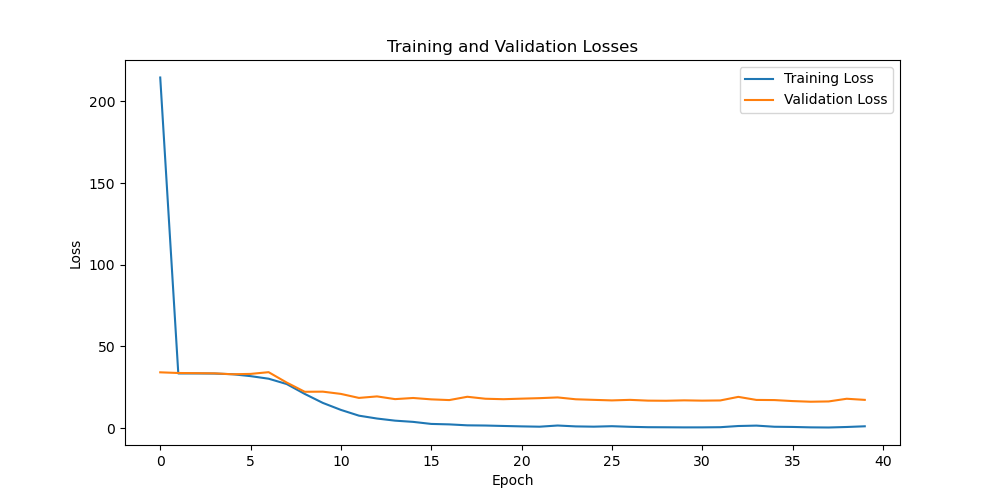 Training and Validation Losses
Training Loss
Validation Loss
200
150
100
50
0
Loss
0 5 10 15 20 25 30 35 40
Epoch